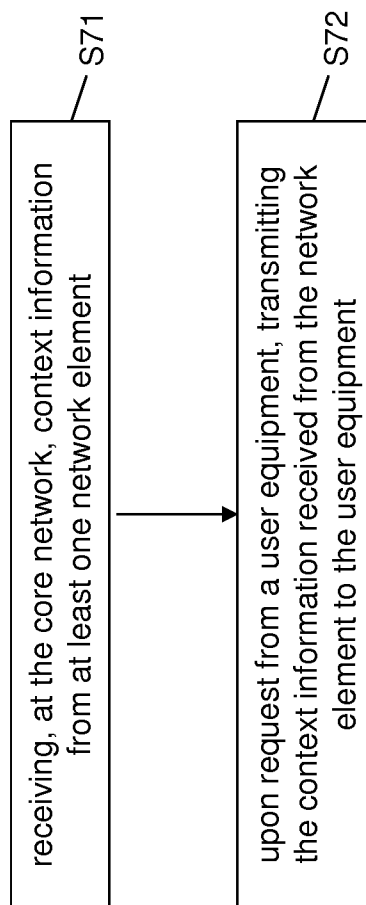 receiving, at the core network, context information
from at least one network element
S71
upon request from a user equipment, transmitting
the context information received from the network
element to the user equipment
S72